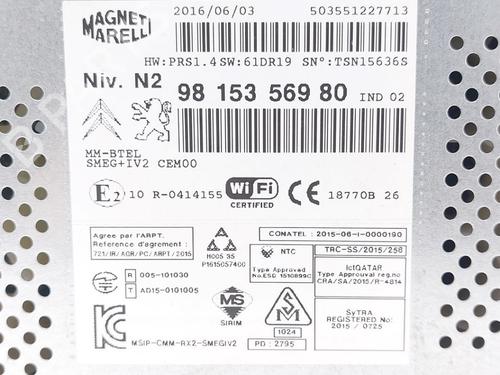 MAGNETI MARELLI
2016/06/03
503551227713
HW:PRS1.4 SW:61DR19 SN°:TSN15636S
Niv. N2
98 153 569 80 IND 02
MM-BTEL
SMEG+IV2 CEM00
E2 10 R-0414155
WiFi CERTIFIED
CE 18770B 26
Agree par l'ARPT.
Reference d'agrement :
721/IR/AGR/PC/ARPT/2015
H005 35
P1615057400
CONATEL : 2015-06-I-0000190
NTC
Type Approved
No:ESD 1510899C
TRC-SS/2015/256
R 005-101030
T AD15-0101005
MS
SIRIM
IctQATAR
Type Approval reg.no
CRA/SA/2015/R-4814
1024
PD : 2795
SyTRA
REGISTERED No:
2015 / 0725
MSIP-CMM-RX2-SMEGIV2